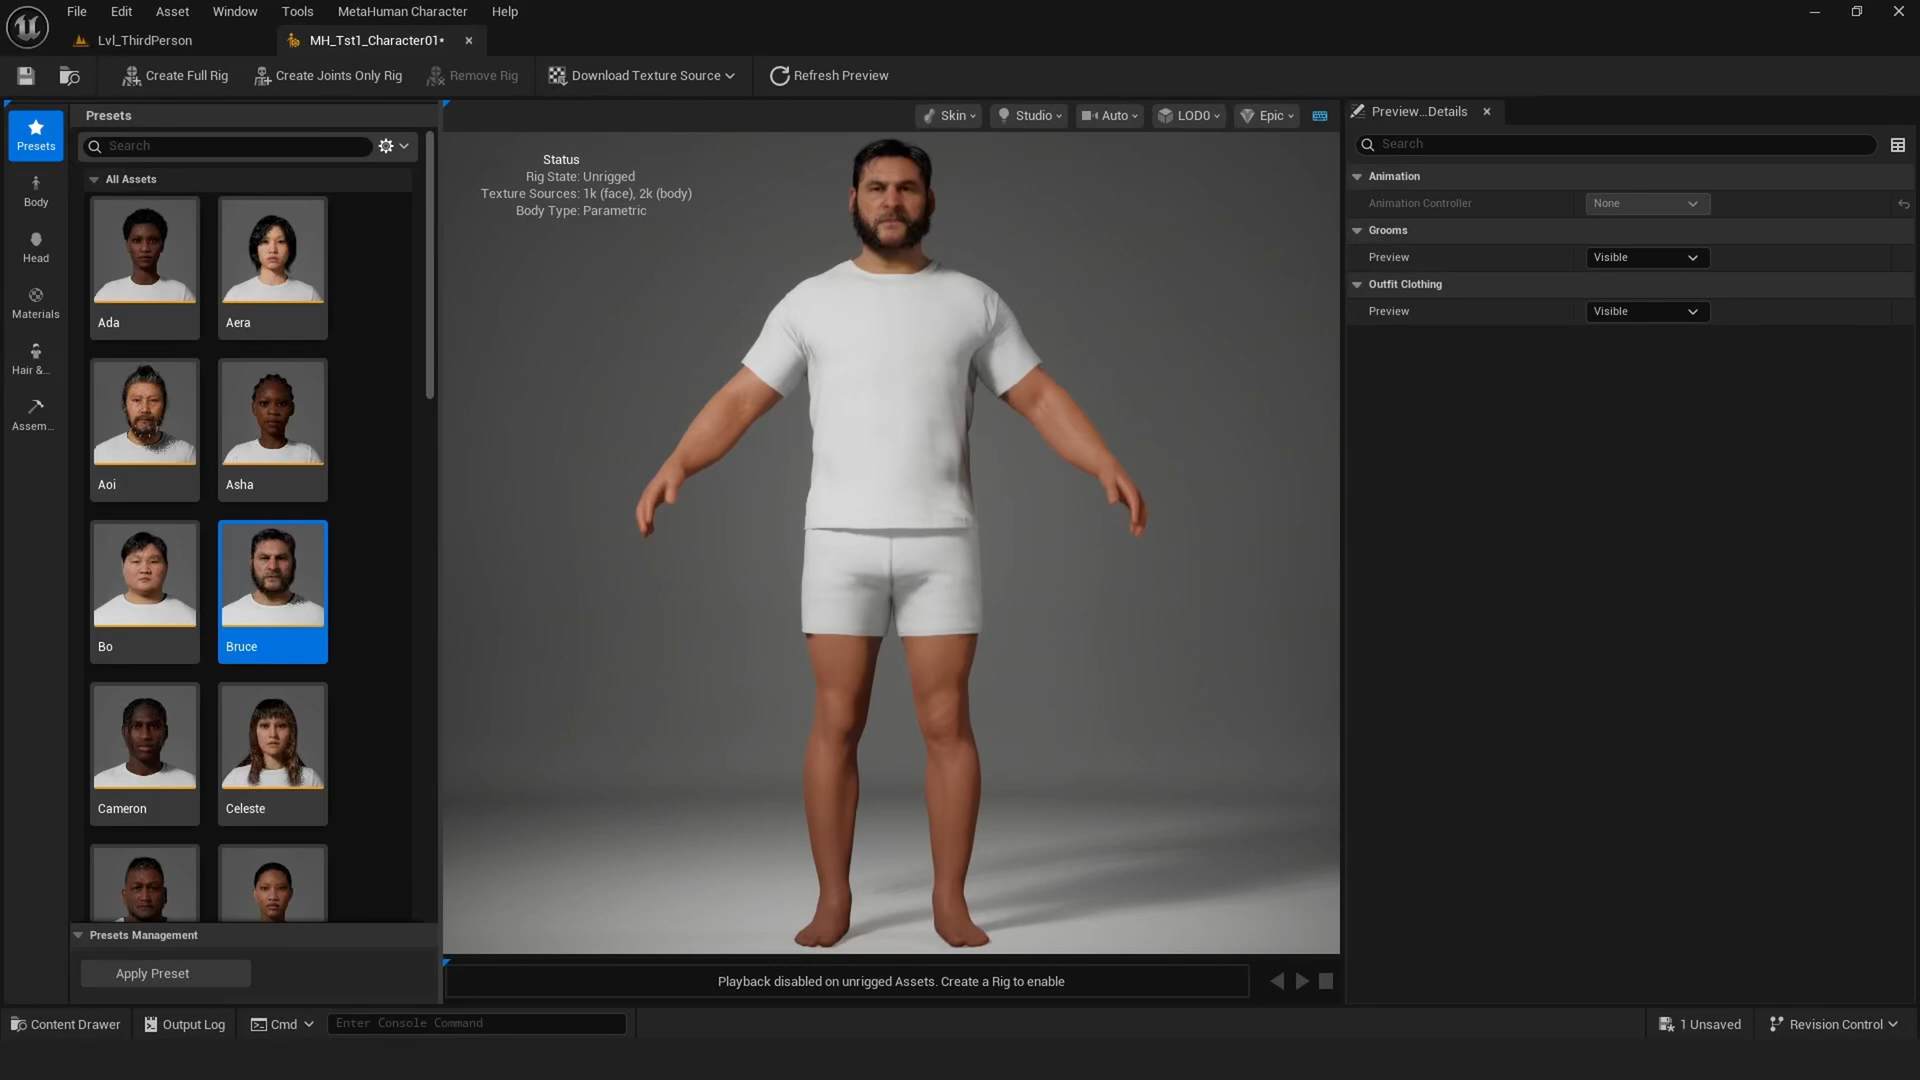 File Edit Asset Window Tools MetaHuman Character Help
Lvl_ThirdPerson MH_Tst1_Character01*
Create Full Rig Create Joints Only Rig Remove Rig Download Texture Source Refresh Preview
Presets
Body
Head
Materials
Hair &...
Assem...
Presets
Search
All Assets
Ada Aera
Aoi Asha
Bo Bruce
Cameron Celeste
Presets Management
Apply Preset
Skin Studio Auto LOD0 Epic
Status
Rig State: Unrigged
Texture Sources: 1k (face), 2k (body)
Body Type: Parametric
Playback disabled on unrigged Assets. Create a Rig to enable
Preview...Details
Search
Animation
Animation Controller None
Grooms
Preview Visible
Outfit Clothing
Preview Visible
Content Drawer Output Log Cmd Enter Console Command 1 Unsaved Revision Control